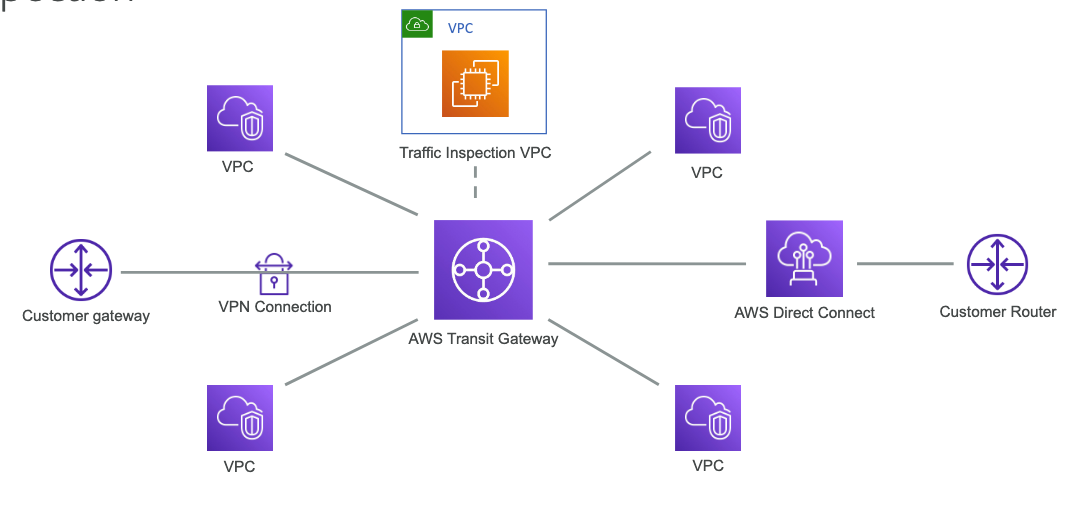 VPC
Traffic Inspection VPC
VPC
VPC
Customer gateway
VPN Connection
AWS Transit Gateway
AWS Direct Connect
Customer Router
VPC
VPC